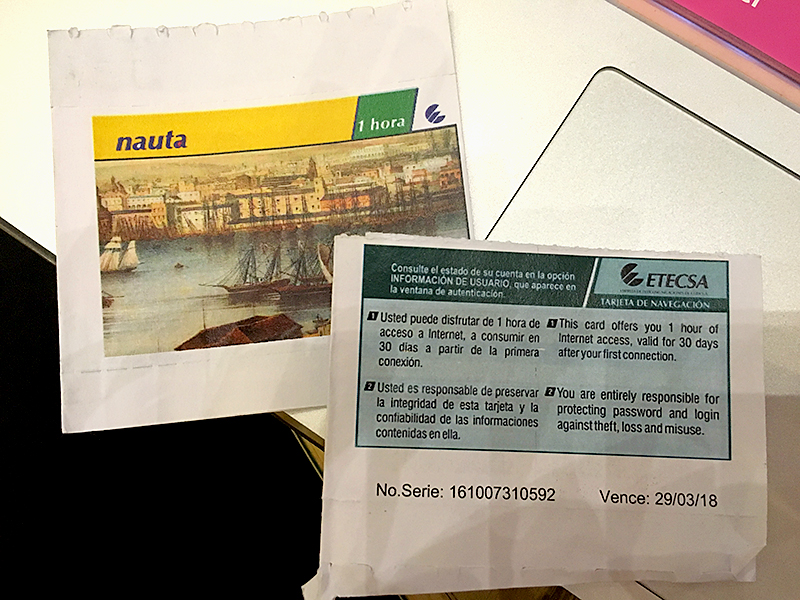 nauta
1 hora
Consulte el estado de su cuenta en la opción
INFORMACIÓN DE USUARIO, que aparece en
la ventana de autenticación.
ETECSA
TARJETA DE NAVEGACIÓN
1 Usted puede disfrutar de 1 hora de
acceso a Internet, a consumir en
30 días a partir de la primera
conexión.
2 Usted es responsable de preservar
la integridad de esta tarjeta y la
confiabilidad de las informaciones
contenidas en ella.
1 This card offers you 1 hour of
Internet access, valid for 30 days
after your first connection.
2 You are entirely responsible for
protecting password and login
against theft, loss and misuse.
No.Serie: 161007310592
Vence: 29/03/18